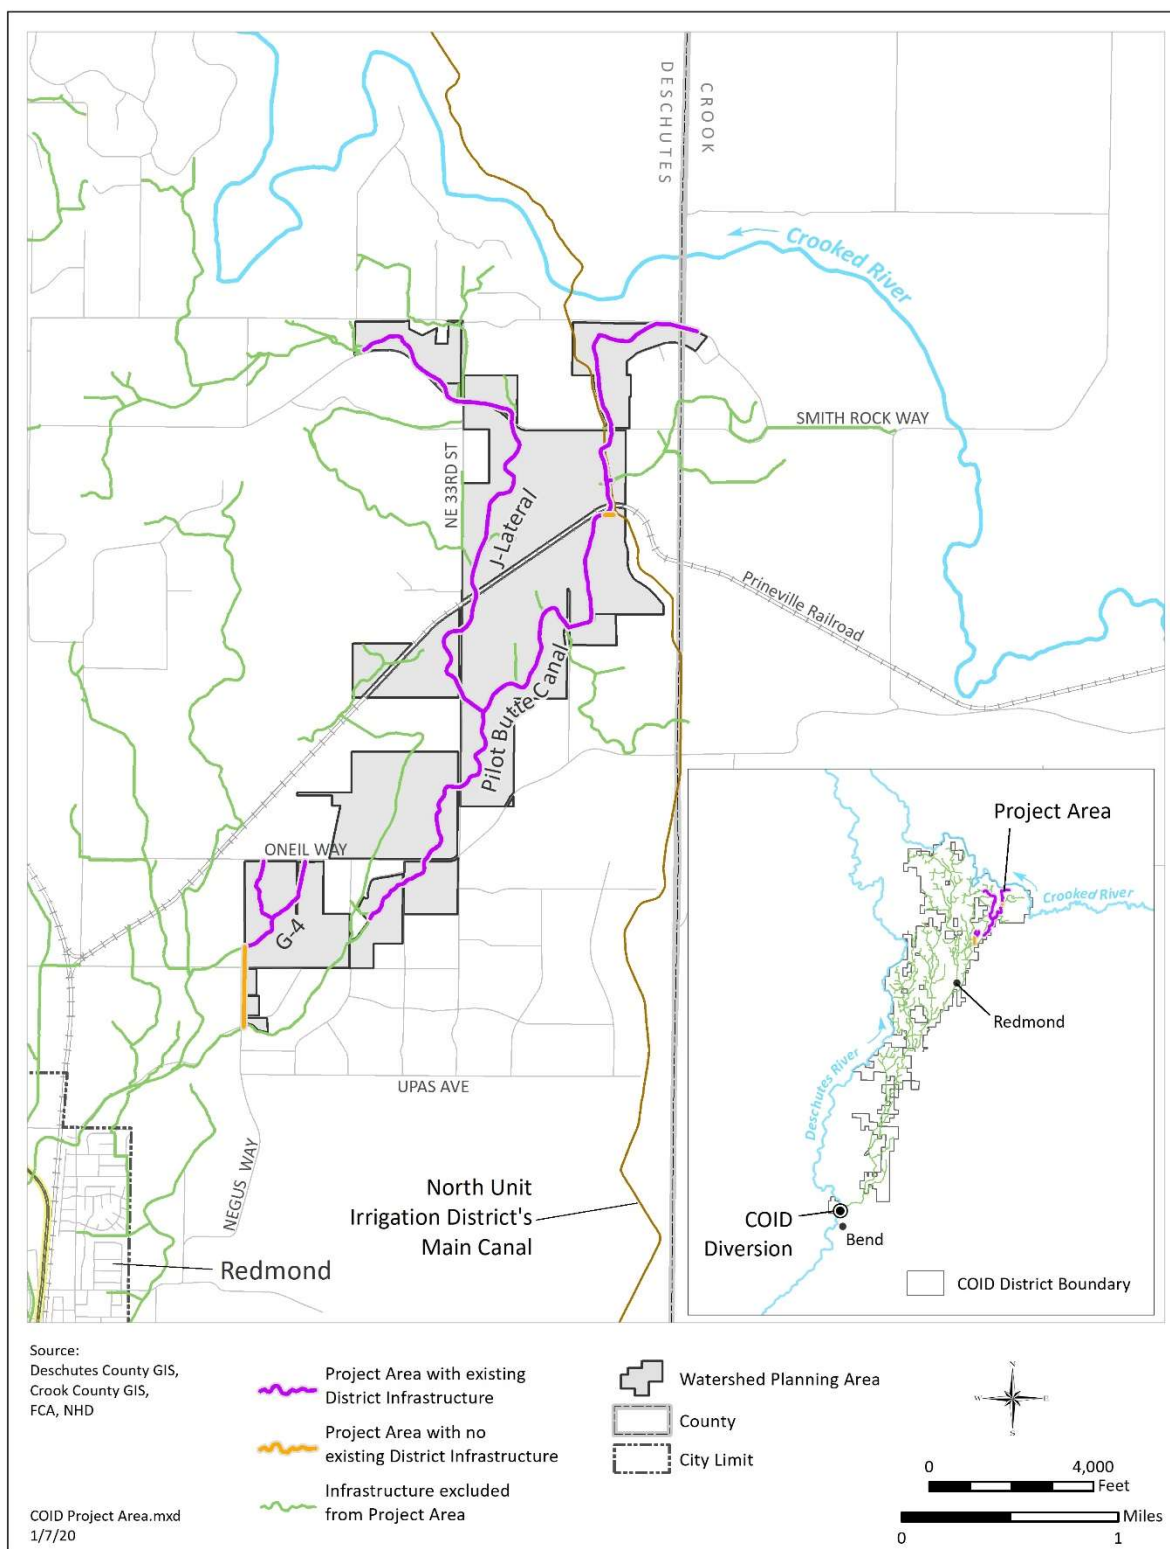 DESCHUTES
CROOK
Crooked River
SMITH ROCK WAY
NE 33RD ST
J-Lateral
Prineville Railroad
Pilot Butte Canal
ONEIL WAY
G-4
UPAS AVE
NEGUS WAY
North Unit
Irrigation District's
Main Canal
Redmond
Project Area
Crooked River
Redmond
Deschutes River
COID
Diversion
Bend
COID District Boundary
Source:
Deschutes County GIS,
Crook County GIS,
FCA, NHD
Project Area with existing
District Infrastructure
Project Area with no
existing District Infrastructure
Infrastructure excluded
from Project Area
Watershed Planning Area
County
City Limit
N
W E
S
0 4,000
Feet
Miles
0 1
COID Project Area.mxd
1/7/20